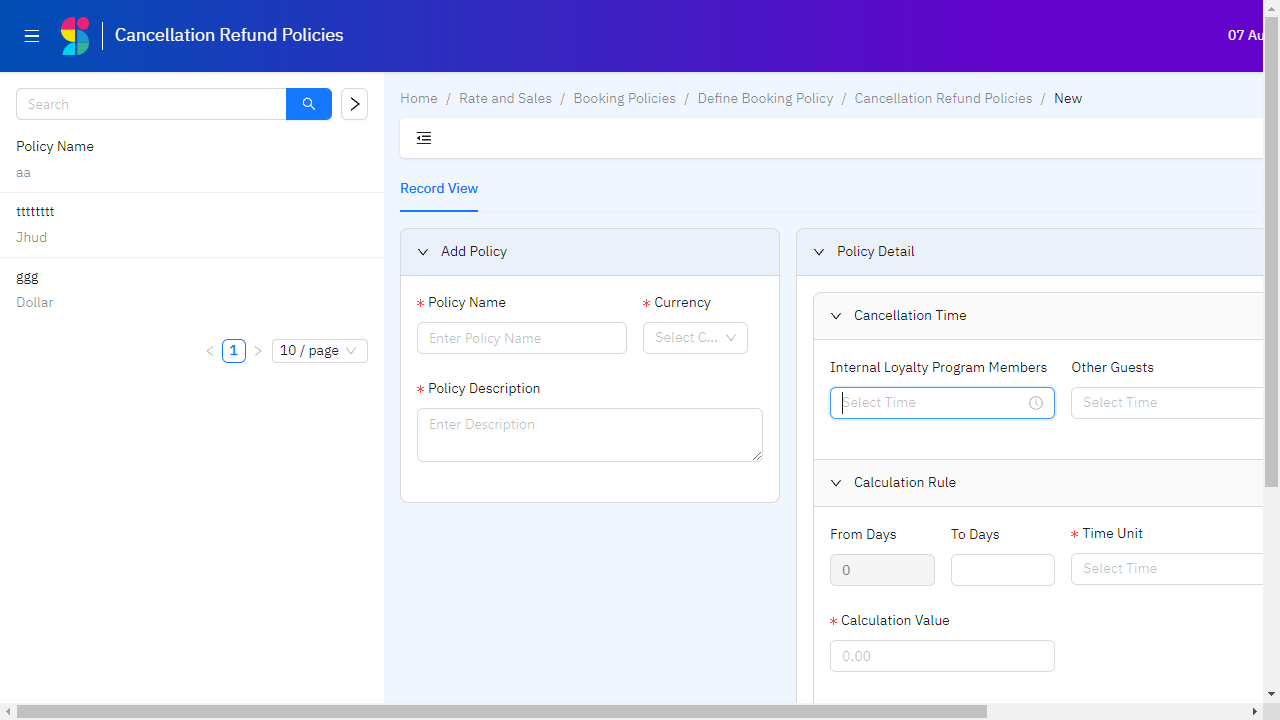 Cancellation Refund Policies
07 Au
Search
Policy Name
aa
tttttttt
Jhud
ggg
Dollar
1
10 / page
Home / Rate and Sales / Booking Policies / Define Booking Policy / Cancellation Refund Policies / New
Record View
Add Policy
* Policy Name
* Currency
Enter Policy Name
Select C...
* Policy Description
Enter Description
Policy Detail
Cancellation Time
Internal Loyalty Program Members
Other Guests
Select Time
Select Time
Calculation Rule
From Days
To Days
* Time Unit
0
Select Time
* Calculation Value
0.00